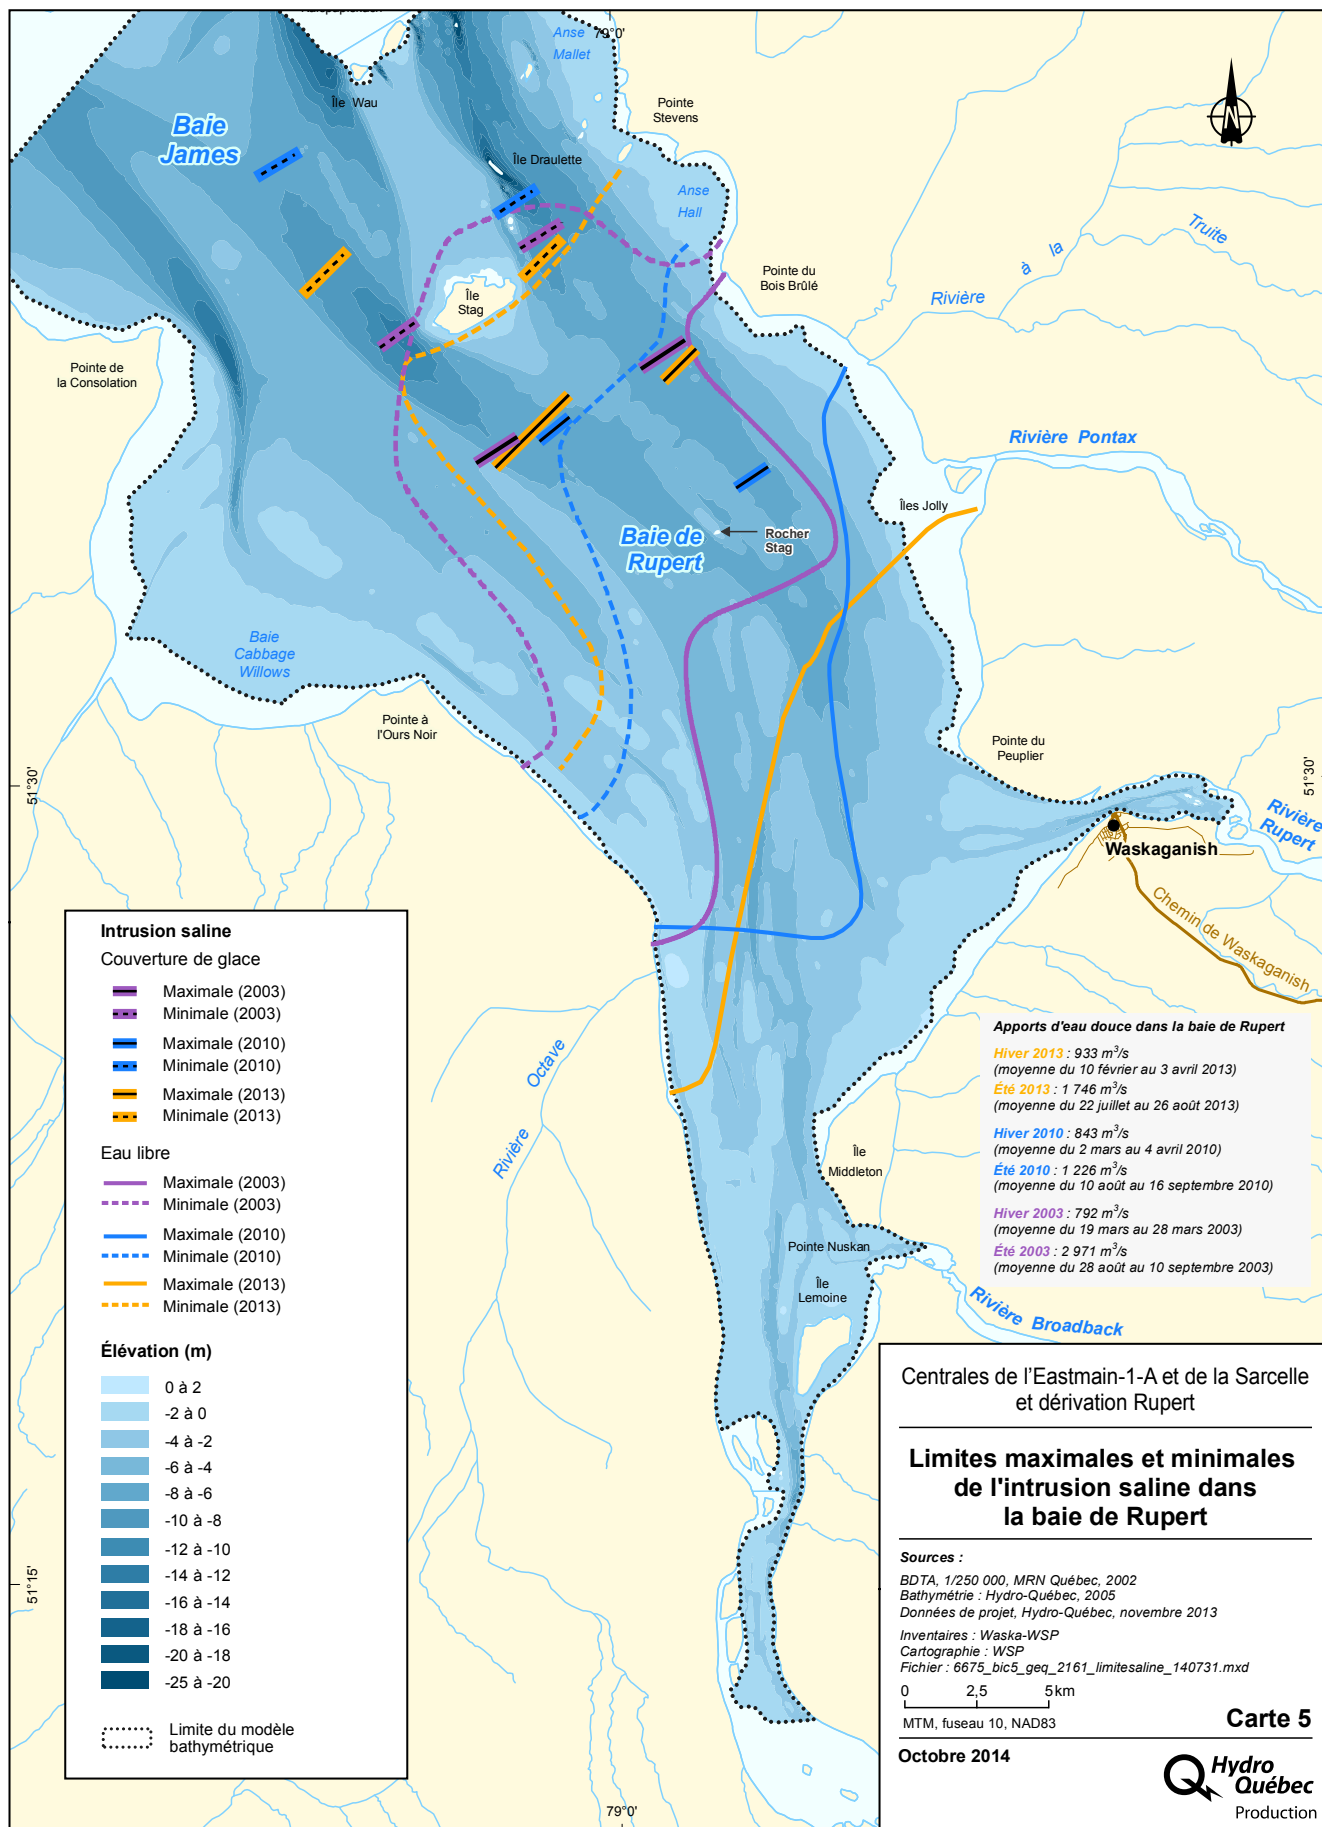 79°0'
Anse
Mallet
Île Wau
Pointe
Stevens
Baie
James
Île Draulette
Anse
Hall
Truite
la
à
Rivière
Pointe du
Bois Brûlé
Île
Stag
Pointe de
la Consolation
Rivière Pontax
Îles Jolly
Baie de
Rupert
Rocher
Stag
Baie
Cabbage
Willows
Pointe à
l'Ours Noir
Pointe du
Peuplier
51°30'
51°30'
Rivière
Rupert
Waskaganish
Chemin de Waskaganish
Rivière Octave
Île
Middleton
Pointe Nuskan
Île
Lemoine
Rivière Broadback
51°15'
79°0'
Intrusion saline
Couverture de glace
Maximale (2003)
Minimale (2003)
Maximale (2010)
Minimale (2010)
Maximale (2013)
Minimale (2013)
Eau libre
Maximale (2003)
Minimale (2003)
Maximale (2010)
Minimale (2010)
Maximale (2013)
Minimale (2013)
Élévation (m)
0 à 2
-2 à 0
-4 à -2
-6 à -4
-8 à -6
-10 à -8
-12 à -10
-14 à -12
-16 à -14
-18 à -16
-20 à -18
-25 à -20
Limite du modèle
bathymétrique
Apports d'eau douce dans la baie de Rupert
Hiver 2013 : 933 m³/s
(moyenne du 10 février au 3 avril 2013)
Été 2013 : 1 746 m³/s
(moyenne du 22 juillet au 26 août 2013)
Hiver 2010 : 843 m³/s
(moyenne du 2 mars au 4 avril 2010)
Été 2010 : 1 226 m³/s
(moyenne du 10 août au 16 septembre 2010)
Hiver 2003 : 792 m³/s
(moyenne du 19 mars au 28 mars 2003)
Été 2003 : 2 971 m³/s
(moyenne du 28 août au 10 septembre 2003)
Centrales de l'Eastmain-1-A et de la Sarcelle
et dérivation Rupert
Limites maximales et minimales
de l'intrusion saline dans
la baie de Rupert
Sources :
BDTA, 1/250 000, MRN Québec, 2002
Bathymétrie : Hydro-Québec, 2005
Données de projet, Hydro-Québec, novembre 2013
Inventaires : Waska-WSP
Cartographie : WSP
Fichier : 6675_bic5_geq_2161_limitesaline_140731.mxd
0 2,5 5 km
MTM, fuseau 10, NAD83
Carte 5
Octobre 2014
Hydro
Québec
Production
N